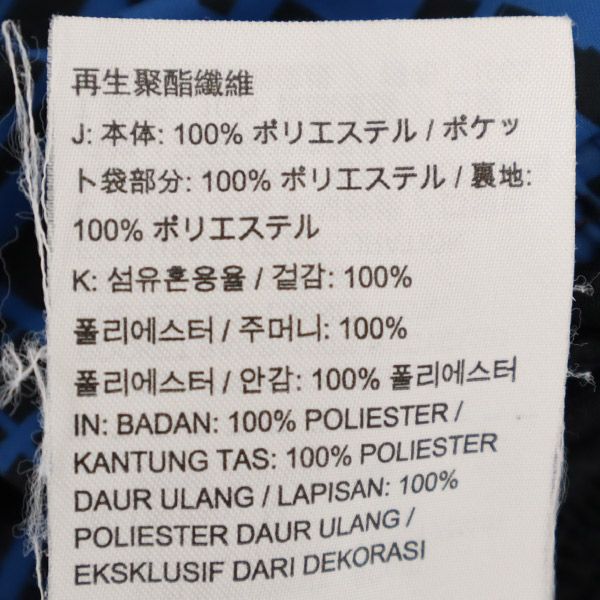 再生聚酯纖維
J: 本体: 100% ポリエステル / ポケッ
ト袋部分: 100% ポリエステル / 裏地:
100% ポリエステル
K: 섬유혼용율 / 겉감: 100%
폴리에스터 / 주머니: 100%
폴리에스터 / 안감: 100% 폴리에스터
IN: BADAN: 100% POLIESTER /
KANTUNG TAS: 100% POLIESTER
DAUR ULANG / LAPISAN: 100%
POLIESTER DAUR ULANG /
EKSKLUSIF DARI DEKORASI